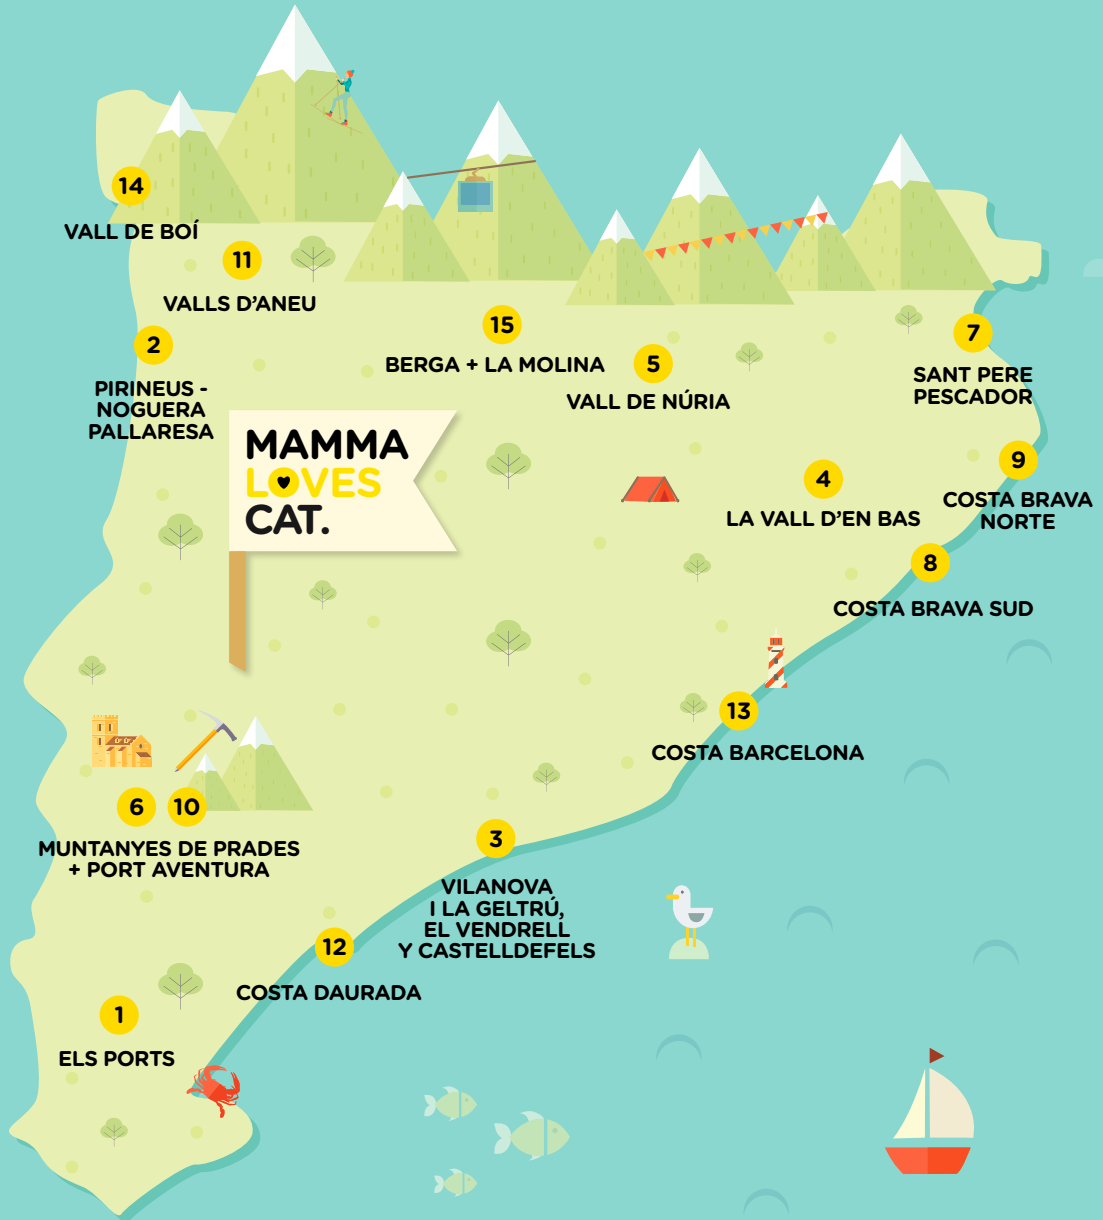 14
VALL DE BOÍ
11
VALLS D'ANEU
2
PIRINEUS -
NOGUERA
PALLARESA
15
BERGA + LA MOLINA
5
VALL DE NÚRIA
7
SANT PERE
PESCADOR
MAMMA
LOVES
CAT.
4
LA VALL D'EN BAS
9
COSTA BRAVA
NORTE
8
COSTA BRAVA SUD
13
COSTA BARCELONA
6 10
MUNTANYES DE PRADES
+ PORT AVENTURA
3
VILANOVA
I LA GELTRÚ,
EL VENDRELL
Y CASTELLDEFELS
12
COSTA DAURADA
1
ELS PORTS